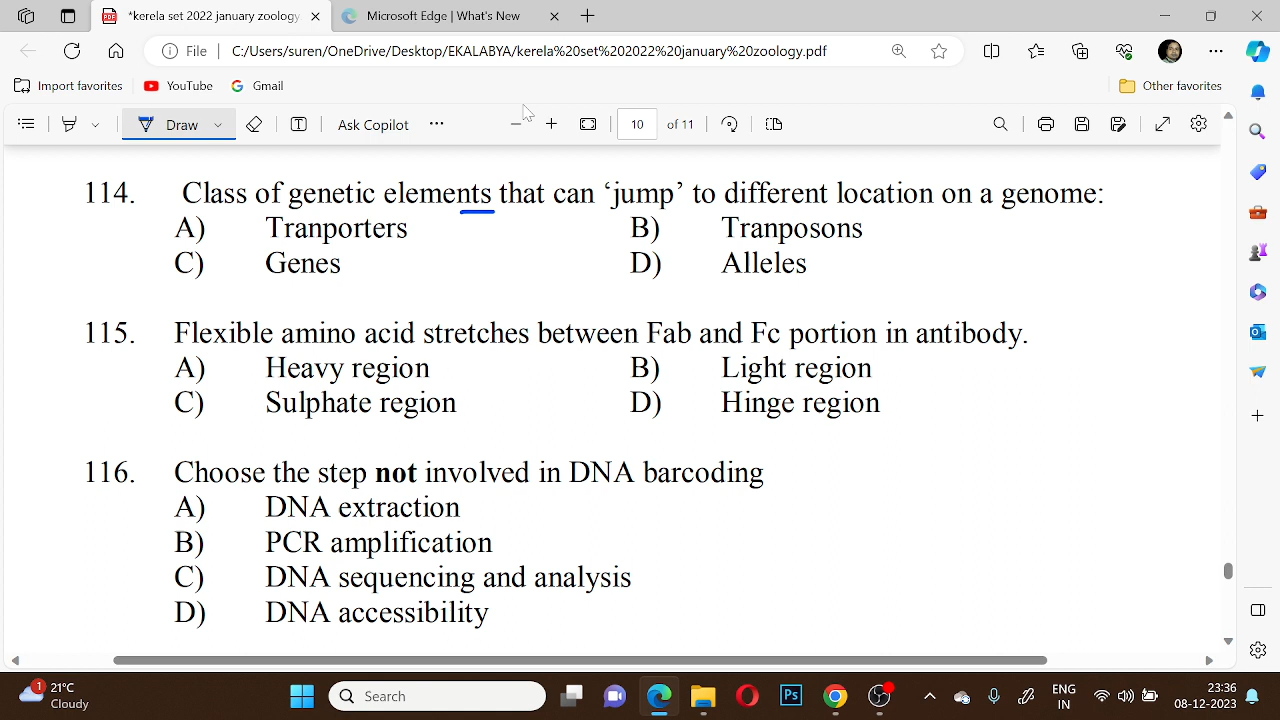 *kerela set 2022 january zoology
Microsoft Edge | What's New
File
C:/Users/suren/OneDrive/Desktop/EKALABYA/kerela%20set%202022%20january%20zoology.pdf
Import favorites
YouTube
Gmail
Other favorites
Draw
Ask Copilot
10 of 11
114. Class of genetic elements that can ‘jump’ to different location on a genome:
A) Tranporters B) Tranposons
C) Genes D) Alleles
115. Flexible amino acid stretches between Fab and Fc portion in antibody.
A) Heavy region B) Light region
C) Sulphate region D) Hinge region
116. Choose the step not involved in DNA barcoding
A) DNA extraction
B) PCR amplification
C) DNA sequencing and analysis
D) DNA accessibility
1
21°C
Cloudy
Search
Ps
ENG
IN
23:36
08-12-2023